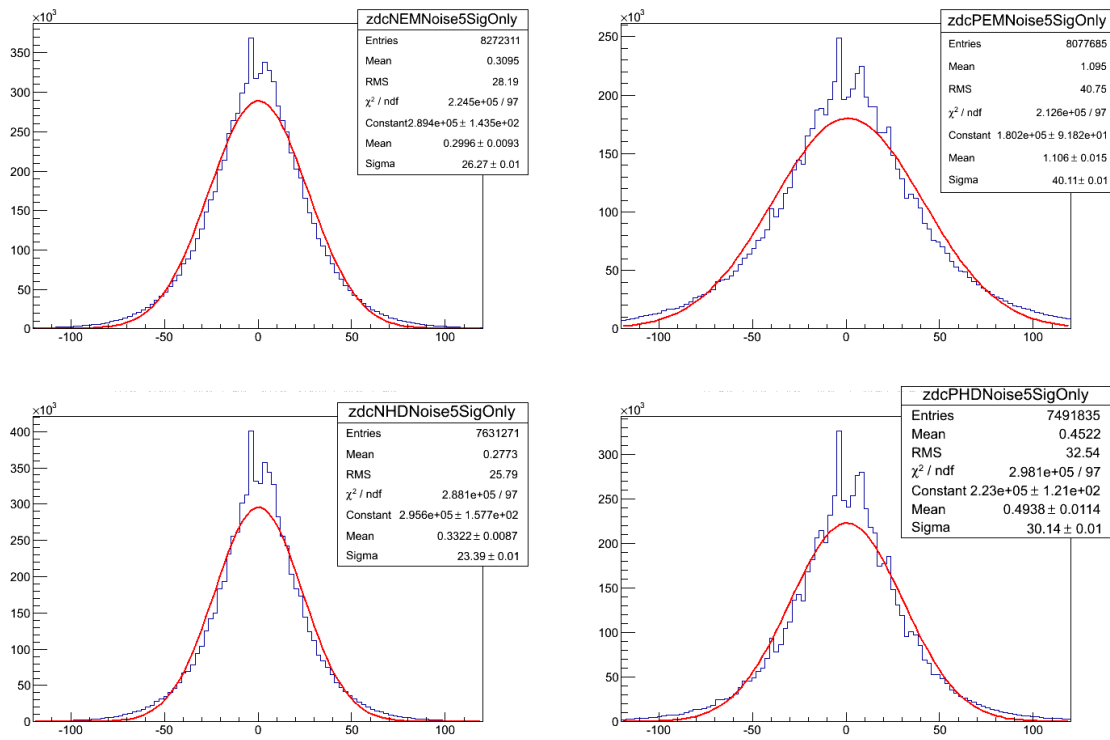 ×10³
zdcNEMNoise5SigOnly
Entries 8272311
Mean 0.3095
RMS 28.19
χ² / ndf 2.245e+05 / 97
Constant 2.894e+05 ± 1.435e+02
Mean 0.2996 ± 0.0093
Sigma 26.27 ± 0.01
350
300
250
200
150
100
50
0
-100 -50 0 50 100
zdcPEMNoise5SigOnly
×10³
Entries 8077685
Mean 1.095
RMS 40.75
χ² / ndf 2.126e+05 / 97
Constant 1.802e+05 ± 9.182e+01
Mean 1.106 ± 0.015
Sigma 40.11 ± 0.01
250
200
150
100
50
0
-100 -50 0 50 100
×10³
zdcNHDNoise5SigOnly
Entries 7631271
Mean 0.2773
RMS 25.79
χ² / ndf 2.881e+05 / 97
Constant 2.956e+05 ± 1.577e+02
Mean 0.3322 ± 0.0087
Sigma 23.39 ± 0.01
400
350
300
250
200
150
100
50
0
-100 -50 0 50 100
×10³
zdcPHDNoise5SigOnly
Entries 7491835
Mean 0.4522
RMS 32.54
χ² / ndf 2.981e+05 / 97
Constant 2.23e+05 ± 1.21e+02
Mean 0.4938 ± 0.0114
Sigma 30.14 ± 0.01
300
250
200
150
100
50
0
-100 -50 0 50 100